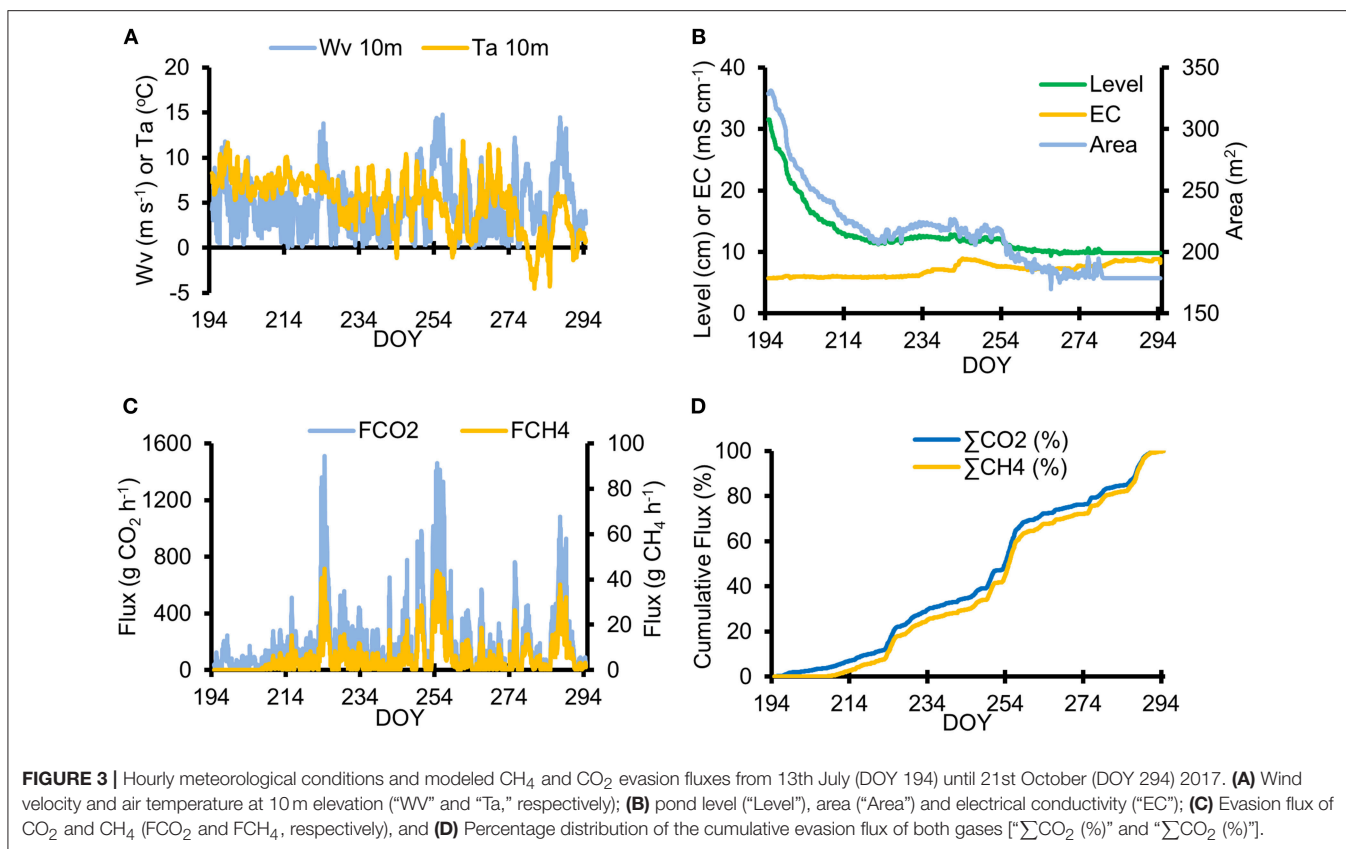 A
Wv 10m Ta 10m
Wv (m s⁻¹) or Ta (°C)
20
15
10
5
0
-5
194 214 234 254 274 294
DOY
B
Level (cm) or EC (mS cm⁻¹)
40
30
20
10
0
Level
EC
Area
350
300
250
200
150
Area (m²)
194 214 234 254 274 294
DOY
C
FCO2 FCH4
Flux (g CO₂ h⁻¹)
1600
1200
800
400
0
100
80
60
40
20
0
Flux (g CH₄ h⁻¹)
194 214 234 254 274 294
DOY
D
∑CO2 (%)
∑CH4 (%)
Cumulative Flux (%)
100
80
60
40
20
0
194 214 234 254 274 294
DOY
FIGURE 3 | Hourly meteorological conditions and modeled CH₄ and CO₂ evasion fluxes from 13th July (DOY 194) until 21st October (DOY 294) 2017. (A) Wind
velocity and air temperature at 10 m elevation (“WV” and “Ta,” respectively); (B) pond level (“Level”), area (“Area”) and electrical conductivity (“EC”); (C) Evasion flux of
CO₂ and CH₄ (FCO₂ and FCH₄, respectively), and (D) Percentage distribution of the cumulative evasion flux of both gases [“∑CO₂ (%)” and “∑CO₂ (%)”].